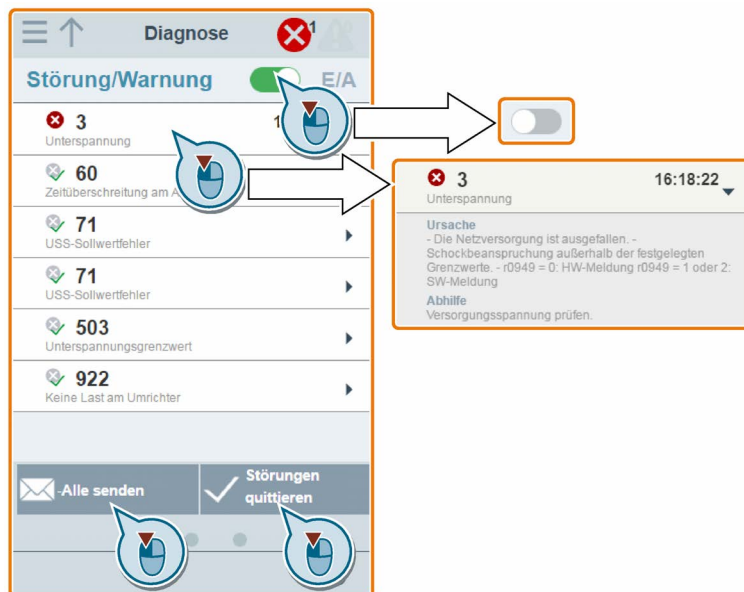 Diagnose
1
Störung/Warnung
E/A
3
Unterspannung
60
Zeitüberschreitung am
71
USS-Sollwertfehler
71
USS-Sollwertfehler
503
Unterspannungsgrenzwert
922
Keine Last am Umrichter
Alle senden
Störungen
quittieren
3
16:18:22
Unterspannung
Ursache
- Die Netzversorgung ist ausgefallen. -
Schockbeanspruchung außerhalb der festgelegten
Grenzwerte. - r0949 = 0: HW-Meldung r0949 = 1 oder 2:
SW-Meldung
Abhilfe
Versorgungsspannung prüfen.